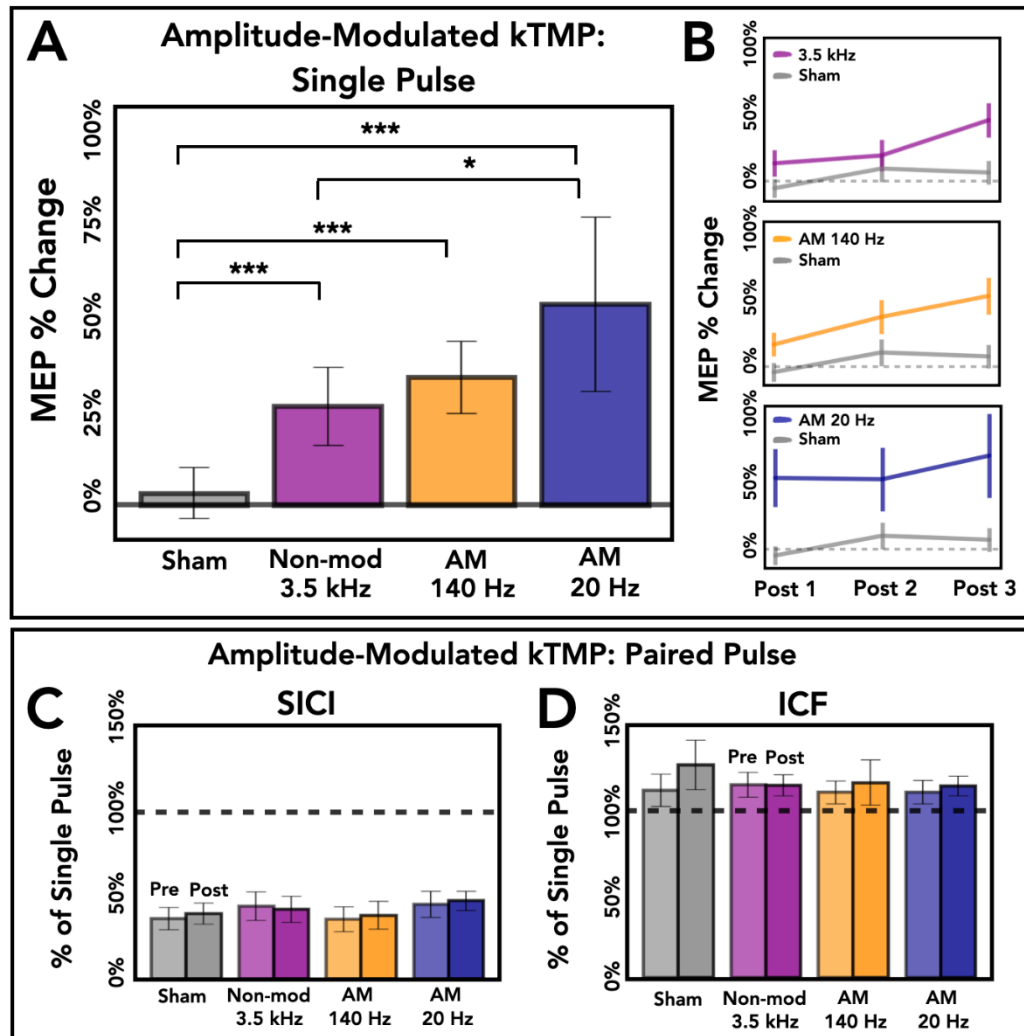 A
Amplitude-Modulated kTMP:
Single Pulse
MEP % Change
100%
75%
50%
25%
0%
***
*
***
***
Sham
Non-mod
3.5 kHz
AM
140 Hz
AM
20 Hz
B
MEP % Change
100%
50%
0%
3.5 kHz
Sham
100%
50%
0%
AM 140 Hz
Sham
100%
50%
0%
AM 20 Hz
Sham
Post 1
Post 2
Post 3
Amplitude-Modulated kTMP: Paired Pulse
C
SICI
% of Single Pulse
150%
100%
50%
0%
Pre
Post
Sham
Non-mod
3.5 kHz
AM
140 Hz
AM
20 Hz
D
ICF
% of Single Pulse
150%
100%
50%
0%
Pre
Post
Sham
Non-mod
3.5 kHz
AM
140 Hz
AM
20 Hz